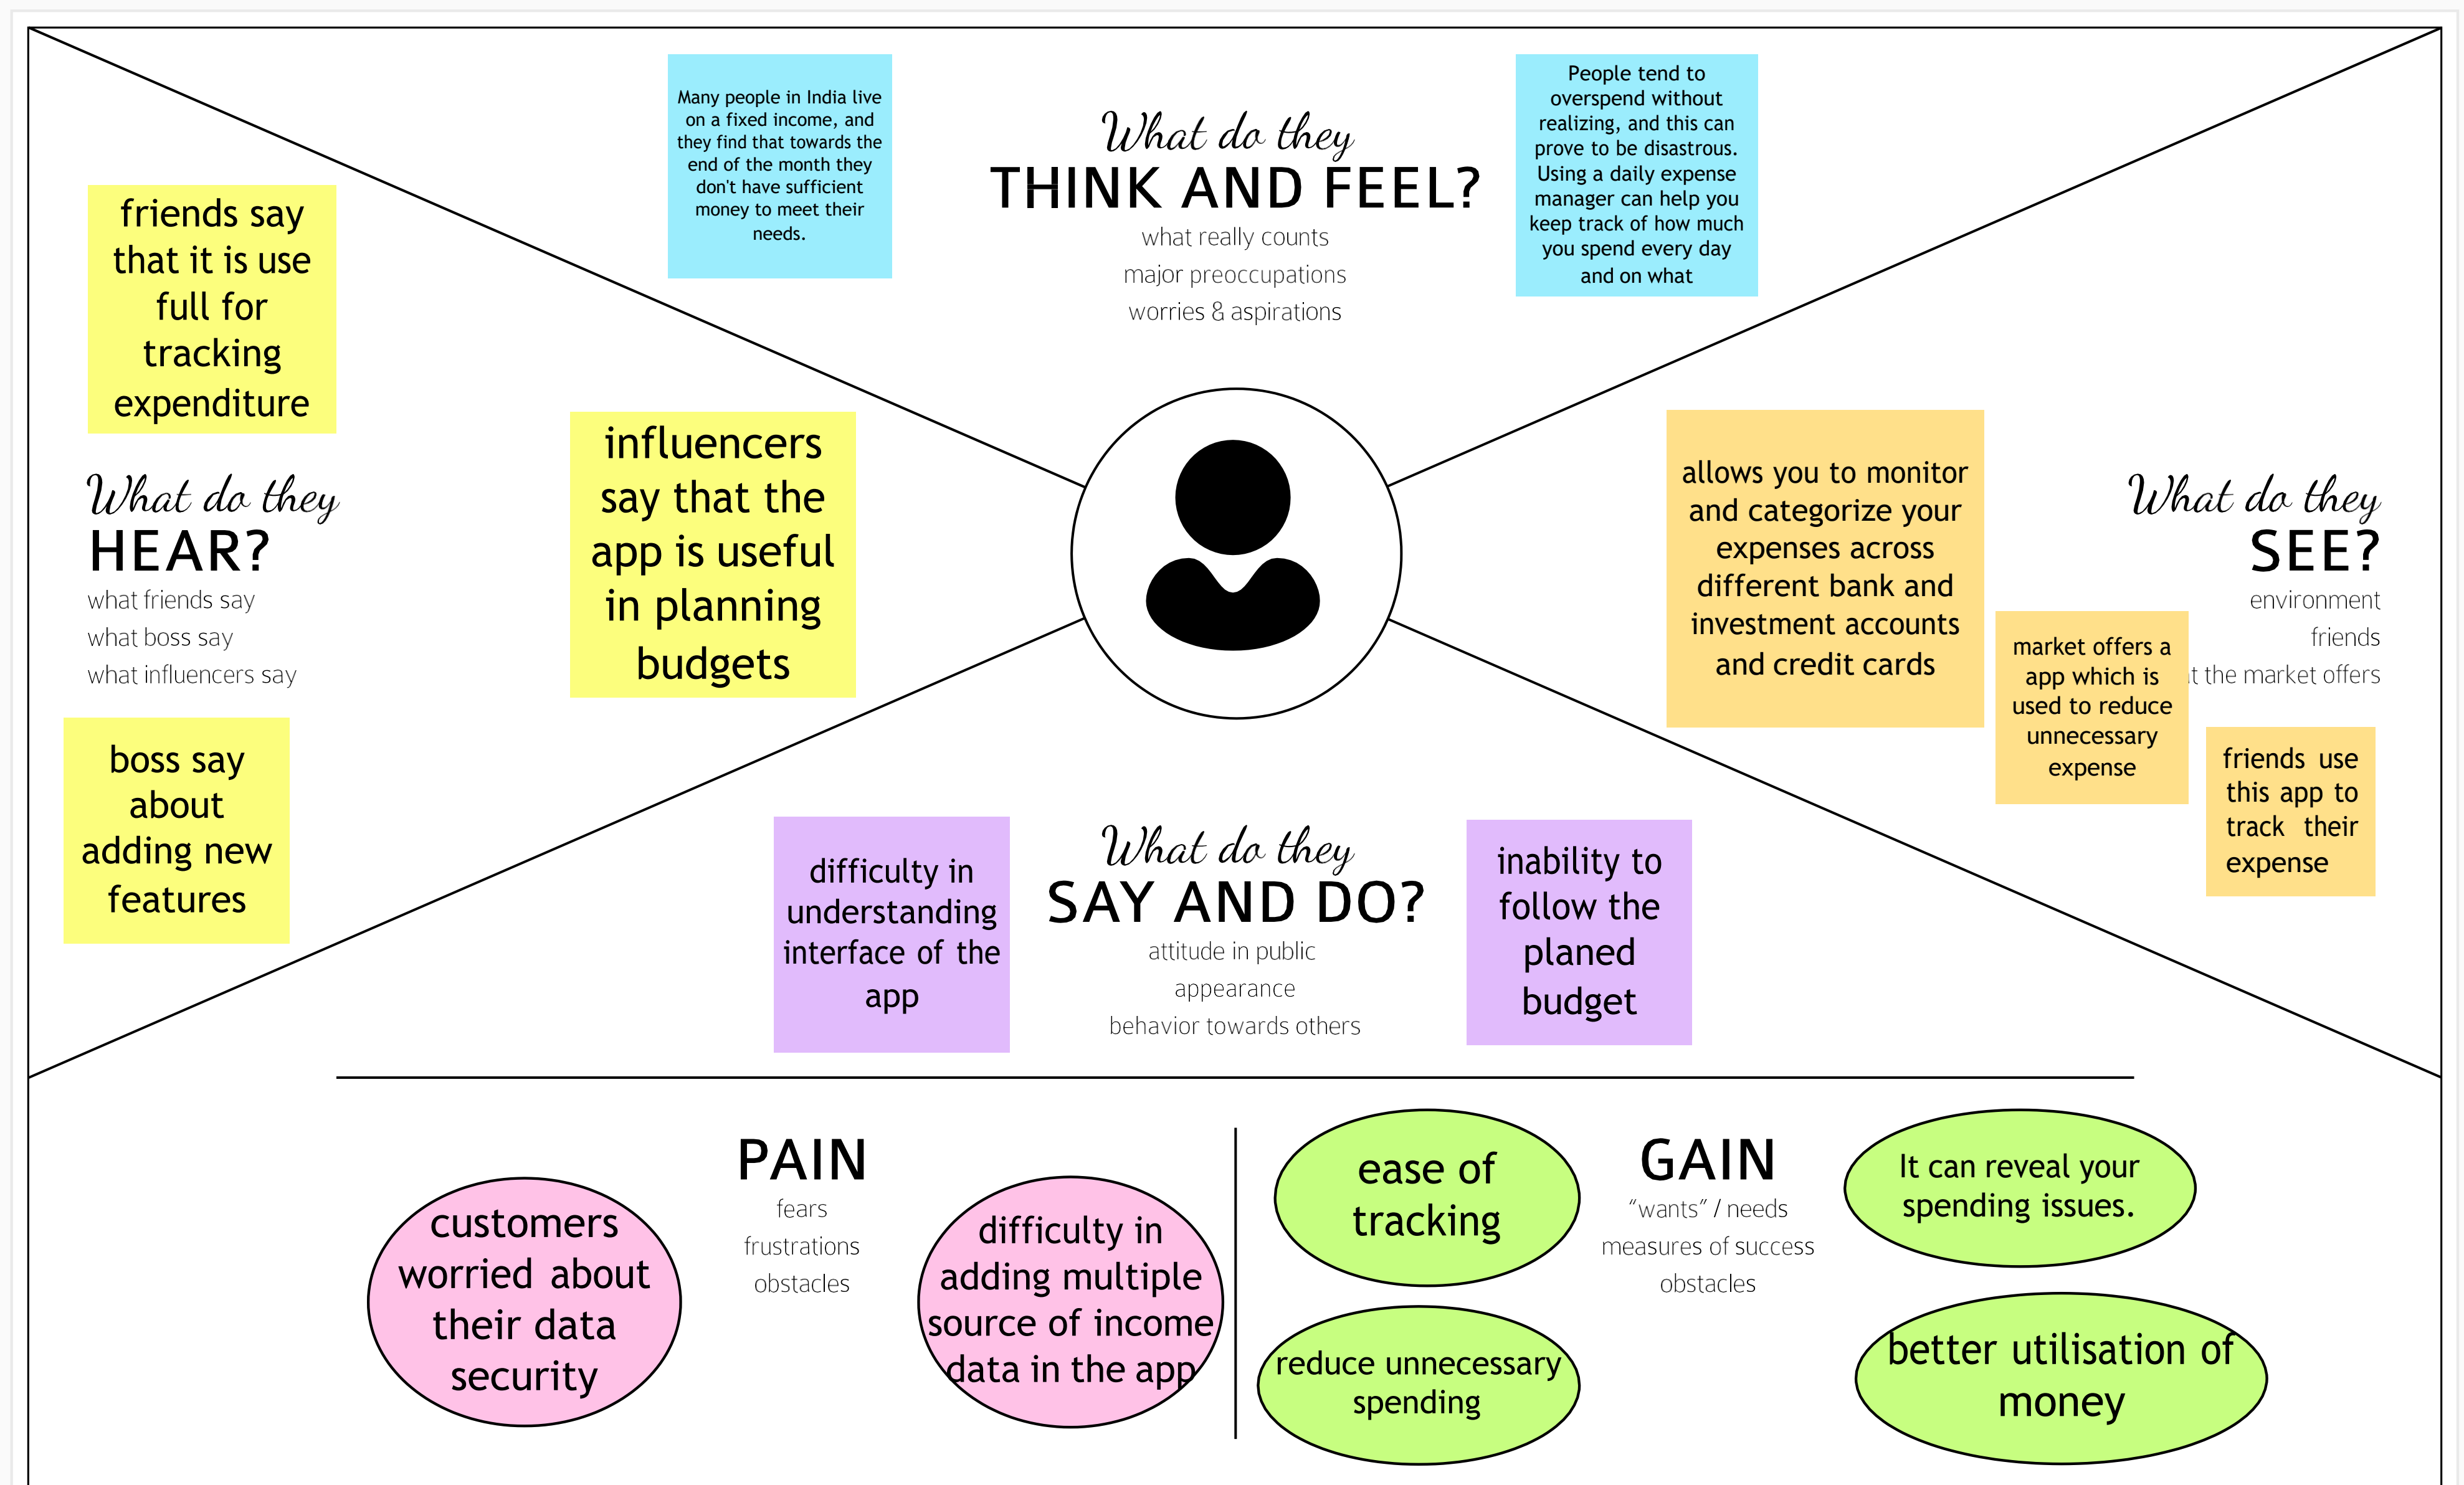 Many people in India live
on a fixed income, and
they find that towards the
end of the month they
don't have sufficient
money to meet their
needs.
What do they
THINK AND FEEL?
what really counts
major preoccupations
worries & aspirations
People tend to
overspend without
realizing, and this can
prove to be disastrous.
Using a daily expense
manager can help you
keep track of how much
you spend every day
and on what
friends say
that it is use
full for
tracking
expenditure
What do they
HEAR?
what friends say
what boss say
what influencers say
boss say
about
adding new
features
influencers
say that the
app is useful
in planning
budgets
allows you to monitor
and categorize your
expenses across
different bank and
investment accounts
and credit cards
What do they
SEE?
environment
friends
the market offers
market offers a
app which is
used to reduce
unnecessary
expense
friends use
this app to
track their
expense
difficulty in
understanding
interface of the
app
What do they
SAY AND DO?
attitude in public
appearance
behavior towards others
inability to
follow the
planed
budget
PAIN
fears
frustrations
obstacles
customers
worried about
their data
security
difficulty in
adding multiple
source of income
data in the app
GAIN
“wants” / needs
measures of success
obstacles
ease of
tracking
It can reveal your
spending issues.
reduce unnecessary
spending
better utilisation of
money